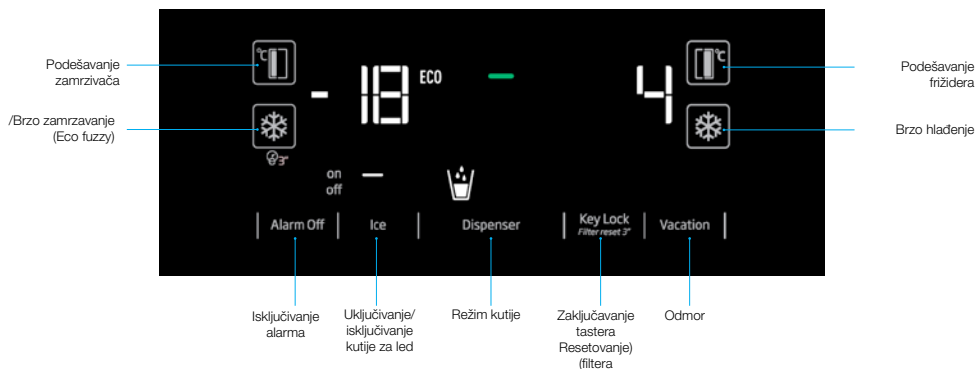 Podešavanje
zamrzivača
/Brzo zamrzavanje
(Eco fuzzy)
°C
- 18 ECO
3"
on
off
4
°C
Podešavanje
frižidera
Brzo hlađenje
Alarm Off
Ice
Dispenser
Key Lock
Filter reset 3"
Vacation
Isključivanje
alarma
Uključivanje/
isključivanje
kutije za led
Režim kutije
Zaključavanje
tastera
Resetovanje)
(filtera
Odmor